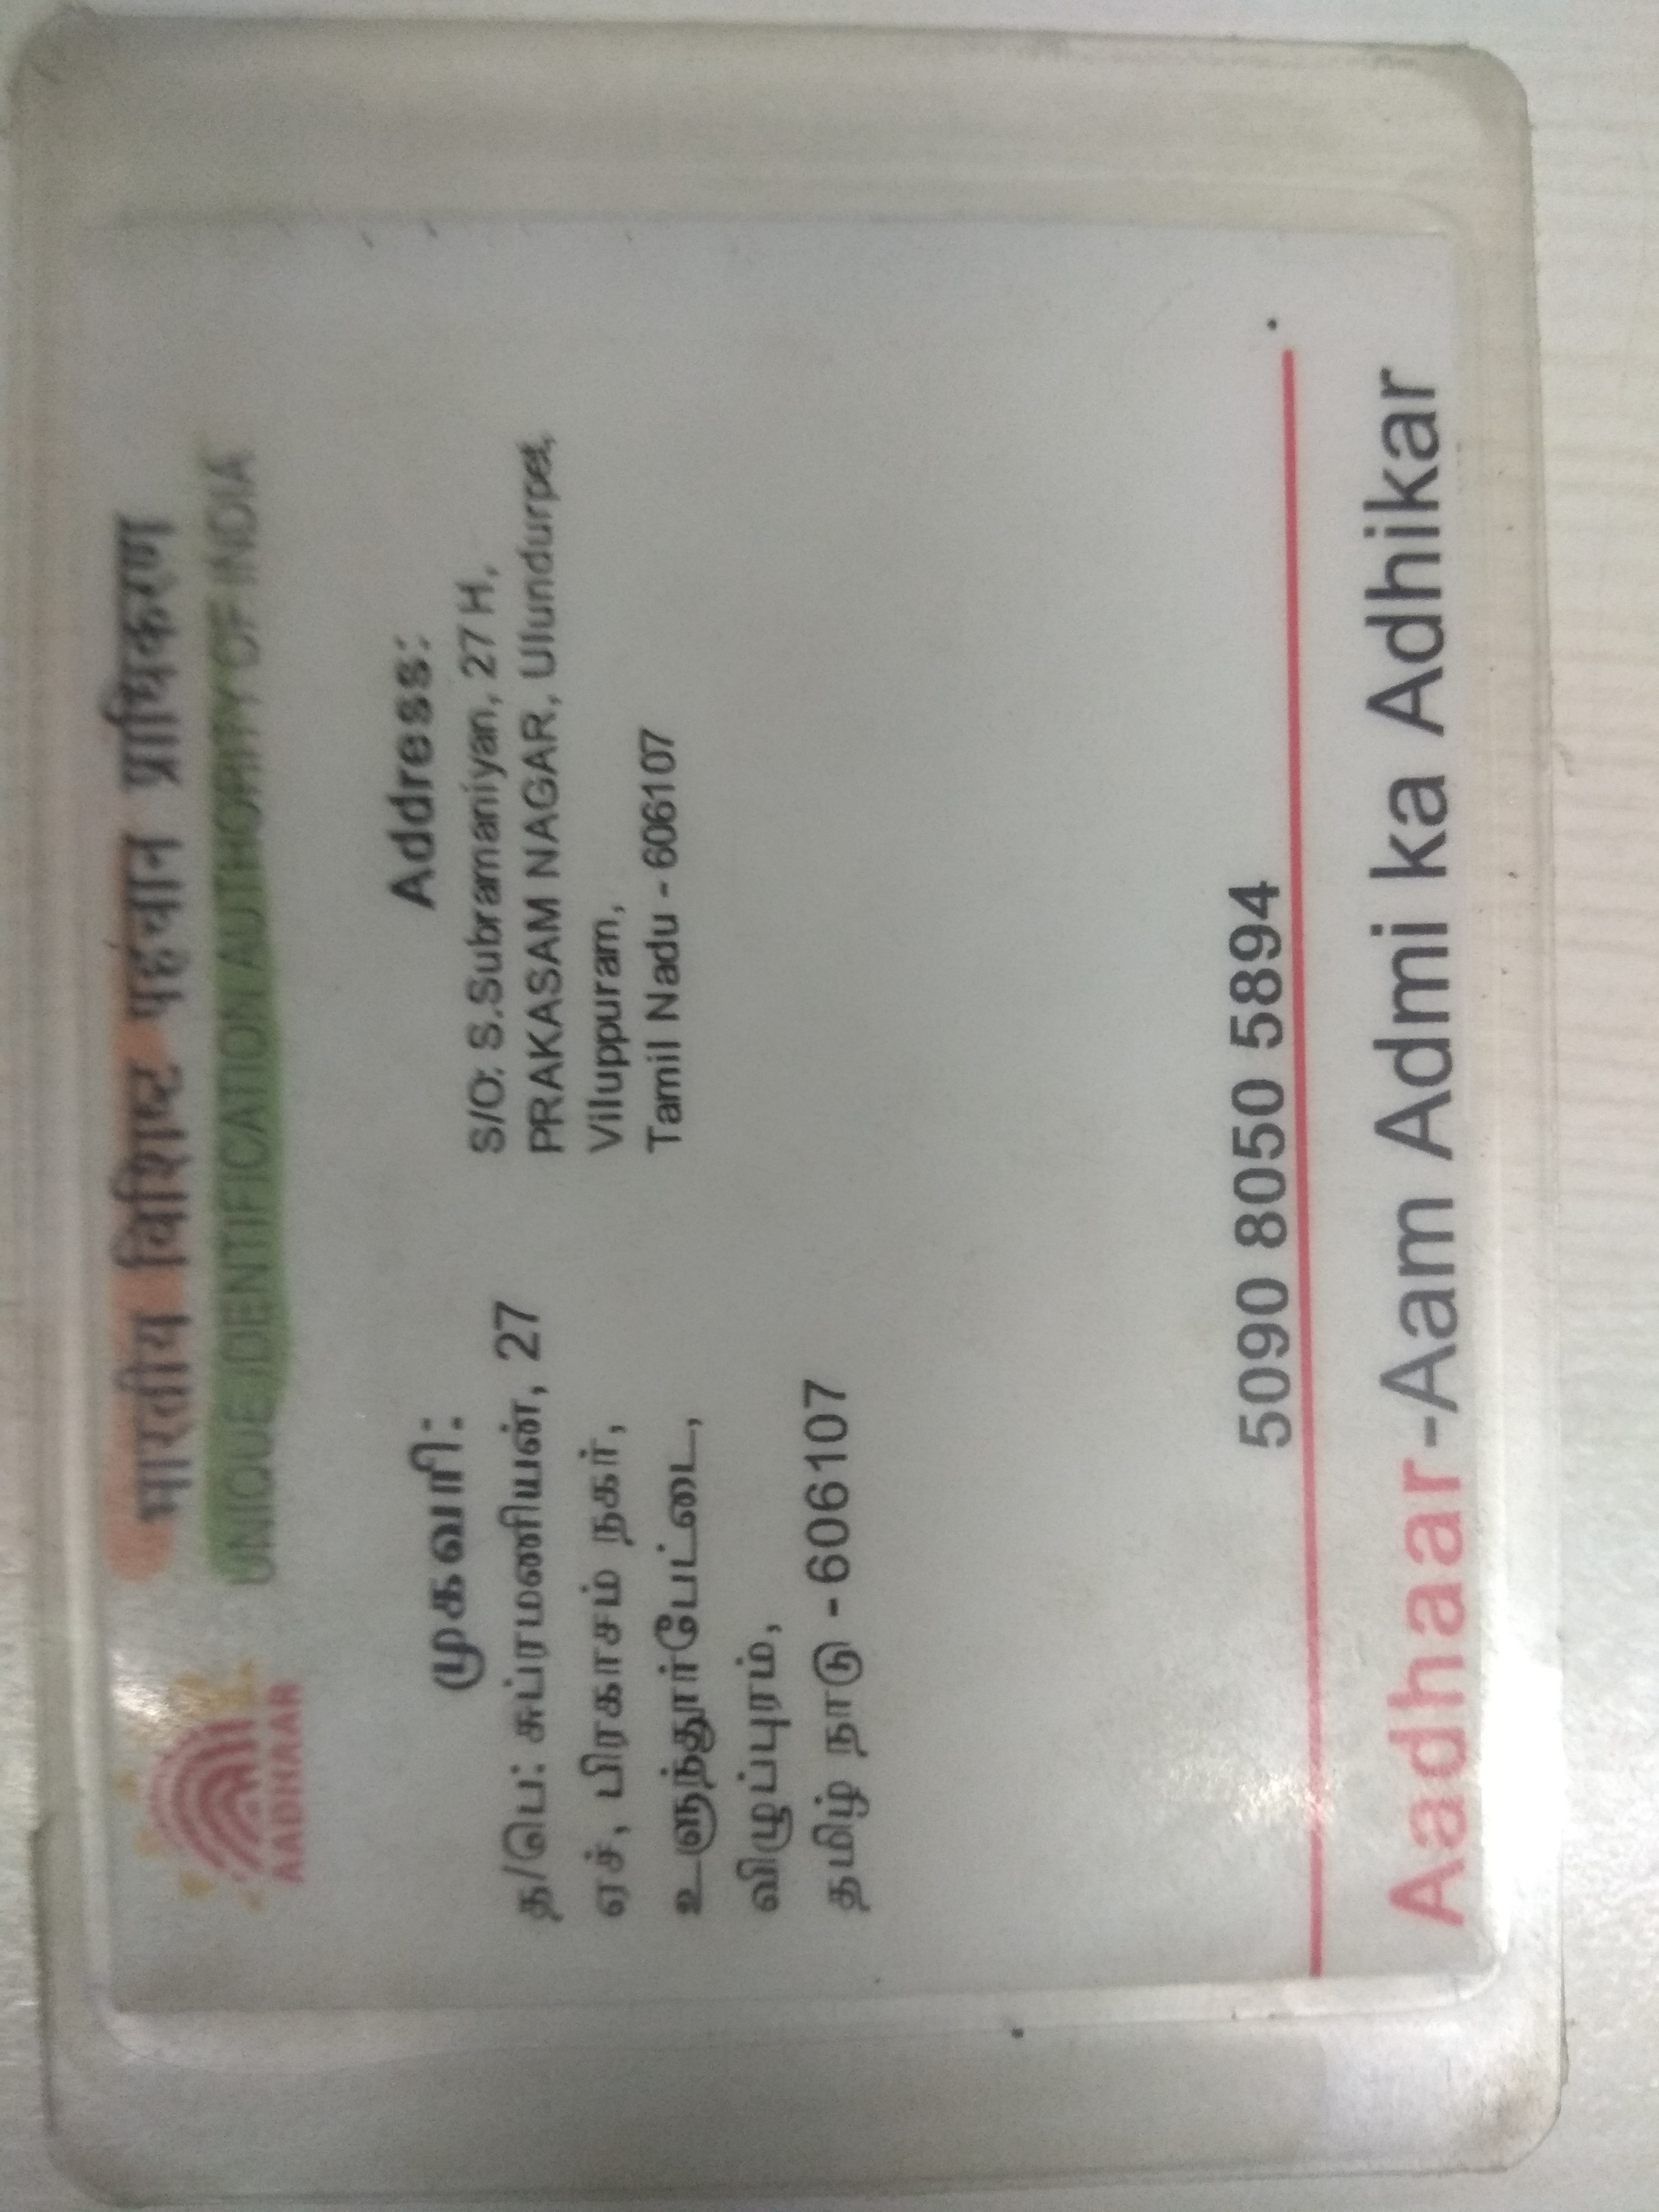 भारतीय विशिष्ट पहचान प्राधिकरण
UNIQUE IDENTIFICATION AUTHORITY OF INDIA
AADHAAR
முகவரி:
த/பெ: சுப்ரமணியன், 27
ஏச், பிரகாசம் நகர்,
உளுந்தூர்பேட்டை,
விழுப்புரம்,
தமிழ் நாடு - 606107
Address:
S/O: S.Subramaniyan, 27 H,
PRAKASAM NAGAR, Ulundurpet,
Viluppuram,
Tamil Nadu - 606107
5090 8050 5894
Aadhaar-Aam Admi ka Adhikar